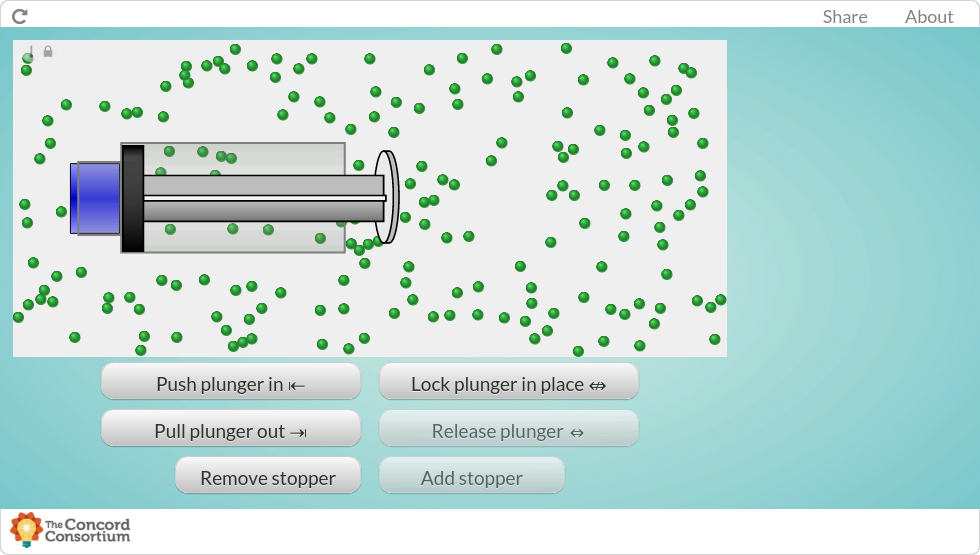 Share About
Push plunger in ⇤ Lock plunger in place ⇎
Pull plunger out ⇥ Release plunger ⇔
Remove stopper Add stopper
The Concord
Consortium